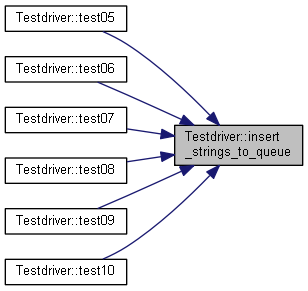 Testdriver::test05
Testdriver::test06
Testdriver::test07
Testdriver::test08
Testdriver::test09
Testdriver::test10
Testdriver::insert
_strings_to_queue